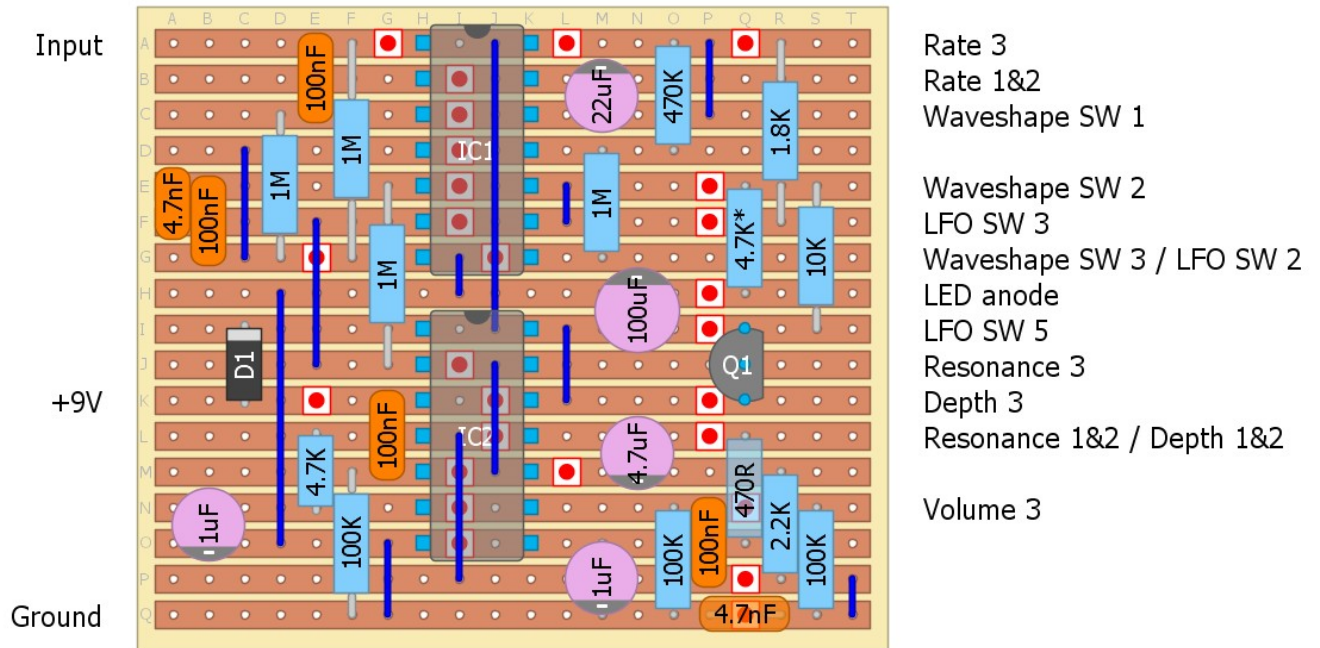 A B C D E F G H I J K L M N O P Q R S T
Input
A
Rate 3
B
100nF
22uF
470K
Rate 1&2
C
1.8K
Waveshape SW 1
D
1M
IC1
E
4.7nF
100nF
1M
1M
Waveshape SW 2
F
4.7K*
LFO SW 3
G
1M
10K
Waveshape SW 3 / LFO SW 2
H
100uF
LED anode
I
LFO SW 5
J
D1
Q1
Resonance 3
+9V
K
Depth 3
L
100nF
IC2
4.7uF
Resonance 1&2 / Depth 1&2
M
4.7K
470R
N
1uF
Volume 3
O
100K
100K
100nF
2.2K
100K
P
1uF
Ground
Q
4.7nF